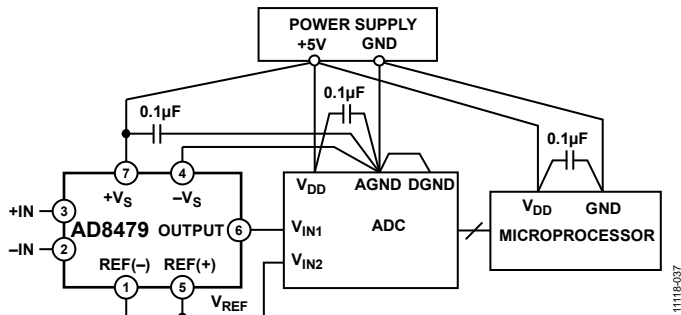 POWER SUPPLY
+5V GND
0.1µF
0.1µF
0.1µF
7 4
+VS –VS
VDD AGND DGND
VDD GND
+IN 3
AD8479 OUTPUT 6
VIN1 ADC
MICROPROCESSOR
–IN 2
VIN2
REF(–) REF(+)
1 5
VREF
11118-037